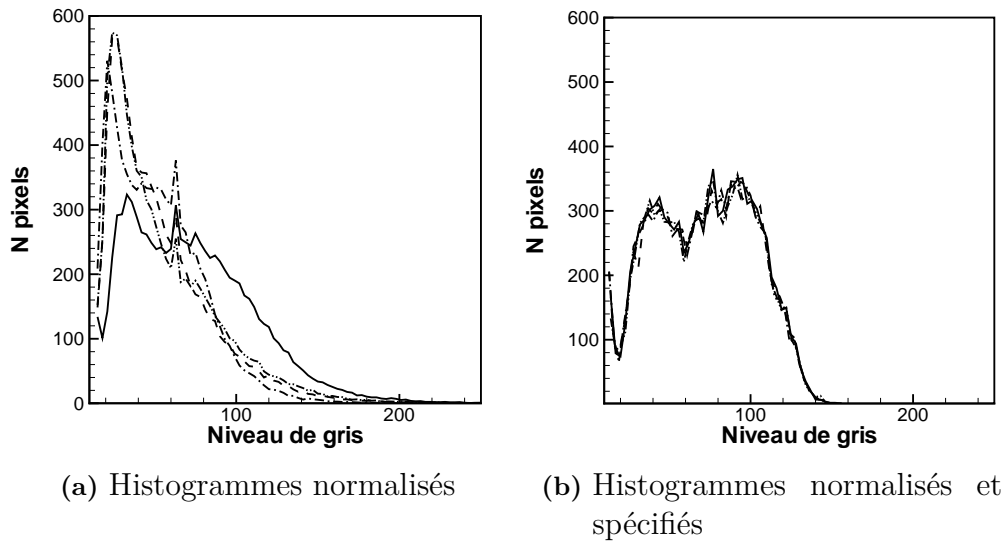 600
500
400
300
200
100
0
N pixels
100
200
Niveau de gris
(a) Histogrammes normalisés
600
500
400
300
200
100
N pixels
100
200
Niveau de gris
(b) Histogrammes normalisés et
spécifiés